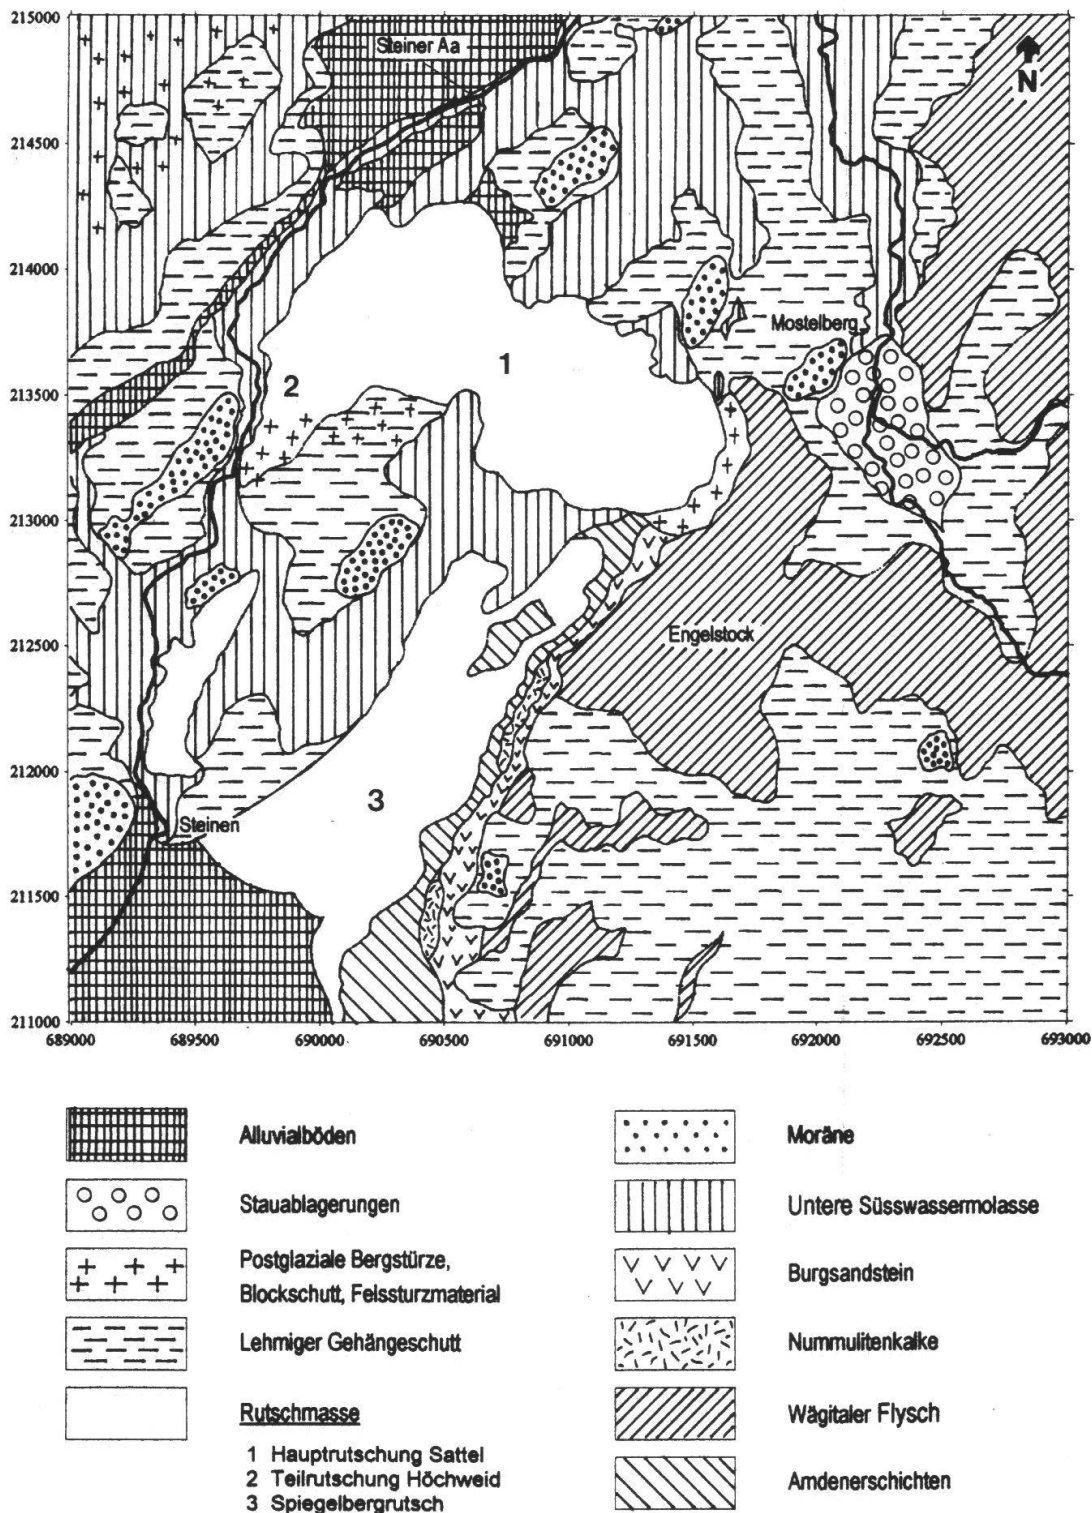 215000
Steiner Aa
N
214500
214000
Mostelberg
1
2
213500
213000
Engelstock
212500
212000
3
Steinen
211500
211000
689000 689500 690000 690500 691000 691500 692000 692500 693000
Alluvialböden
Stauablagerungen
Postglaziale Bergstürze,
Blockschutt, Felssturzmaterial
Lehmiger Gehängeschutt
Rutschmasse
1 Hauptrutschung Sattel
2 Teilrutschung Höchweid
3 Spiegelbergrutsch
Moräne
Untere Süsswassermolasse
Burgsandstein
Nummulitenkalke
Wägitaler Flysch
Amdenerschichten